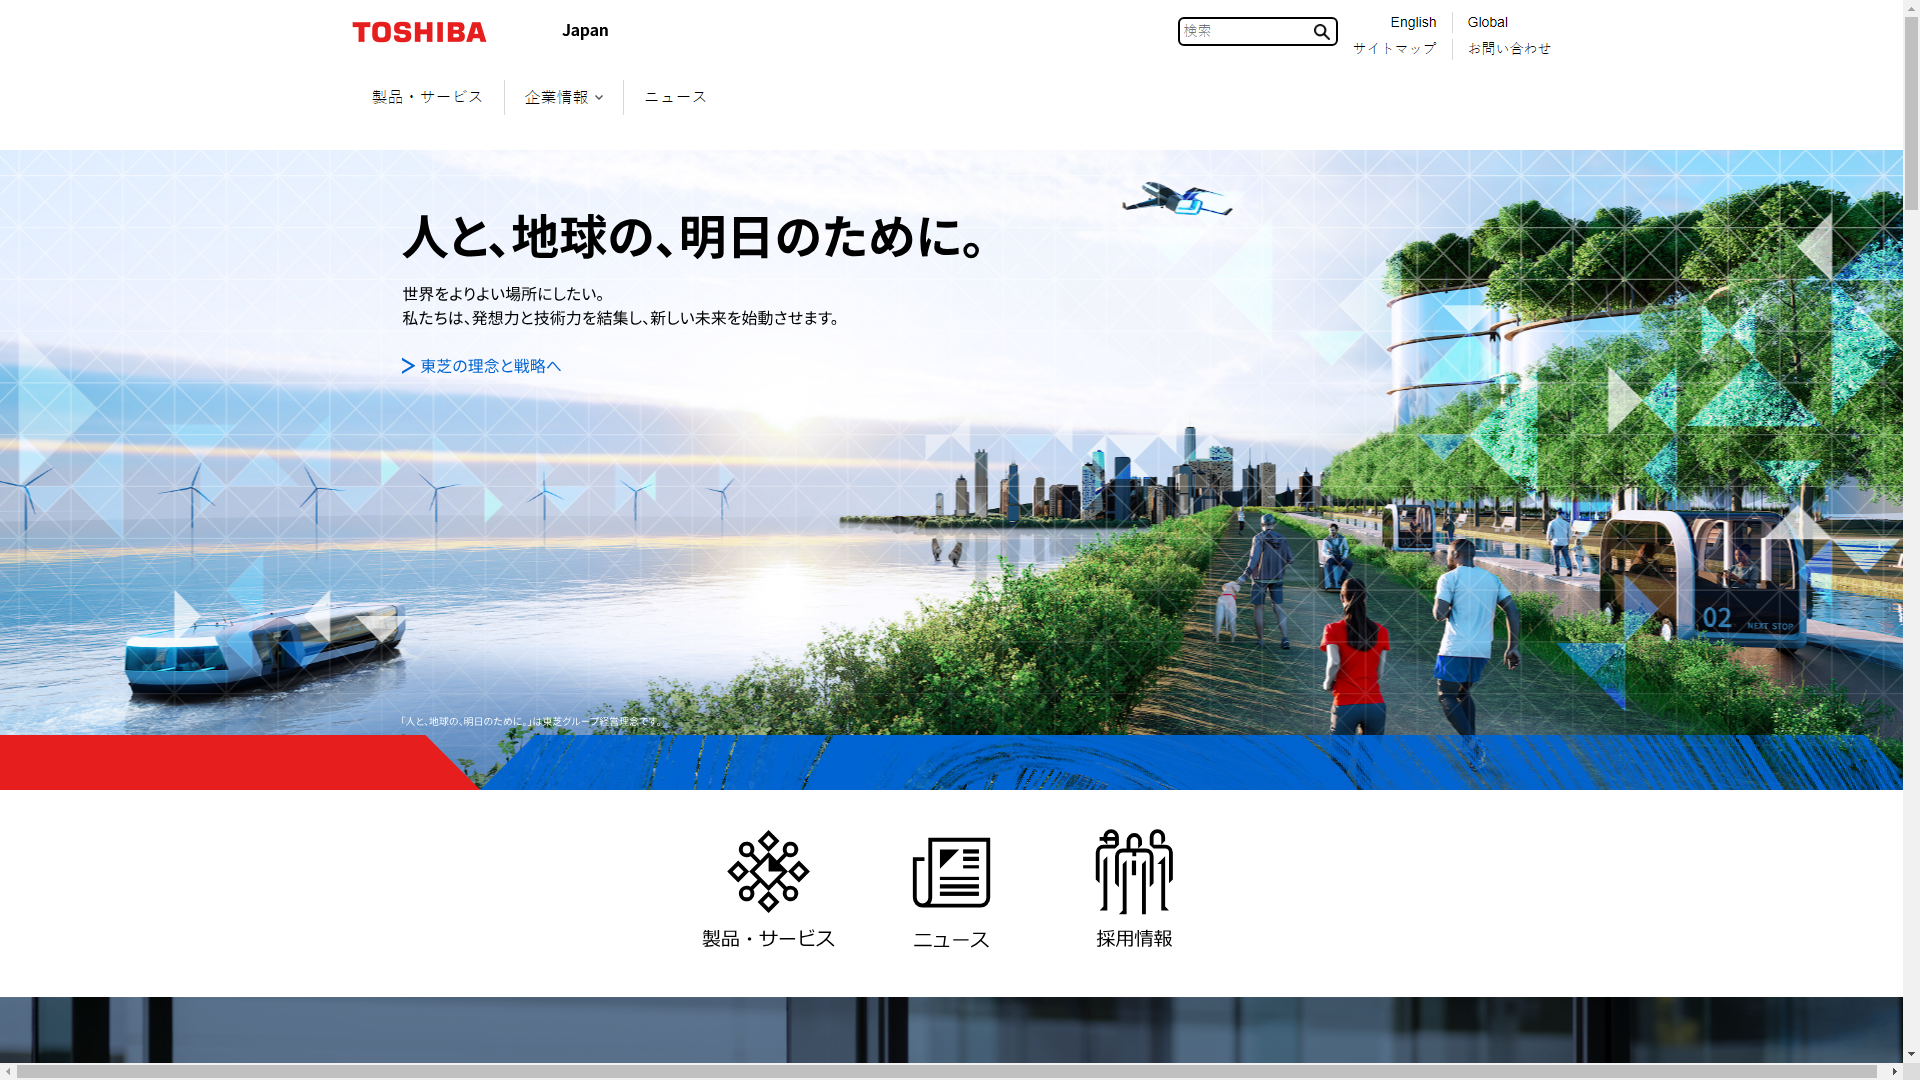 TOSHIBA
Japan
検索
English
Global
サイトマップ
お問い合わせ
製品・サービス
企業情報
ニュース
人と、地球の、明日のために。
世界をよりよい場所にしたい。
私たちは、発想力と技術力を結集し、新しい未来を始動させます。
東芝の理念と戦略へ
02
NEXT STOP
「人と、地球の、明日のために。」は東芝グループ経営理念です。
製品・サービス
ニュース
採用情報